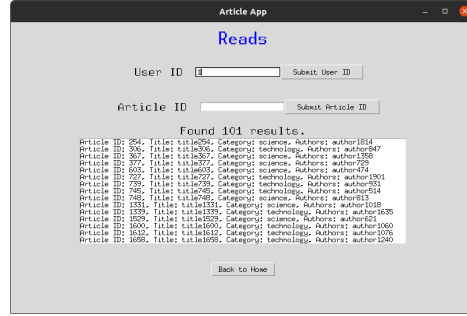 Article App
Reads
User ID 1 Submit User ID
Article ID Submit Article ID
Found 101 results.
Article ID: 254, Title: title254, Category: science, Authors: author1814
Article ID: 306, Title: title306, Category: technology, Authors: author847
Article ID: 367, Title: title367, Category: science, Authors: author1358
Article ID: 377, Title: title377, Category: science, Authors: author729
Article ID: 603, Title: title603, Category: science, Authors: author474
Article ID: 727, Title: title727, Category: technology, Authors: author1901
Article ID: 739, Title: title739, Category: technology, Authors: author931
Article ID: 745, Title: title745, Category: technology, Authors: author514
Article ID: 748, Title: title748, Category: science, Authors: author813
Article ID: 1331, Title: title1331, Category: science, Authors: author1018
Article ID: 1339, Title: title1339, Category: technology, Authors: author1635
Article ID: 1529, Title: title1529, Category: science, Authors: author621
Article ID: 1600, Title: title1600, Category: technology, Authors: author1060
Article ID: 1612, Title: title1612, Category: technology, Authors: author1076
Article ID: 1658, Title: title1658, Category: technology, Authors: author1240
Back to Home